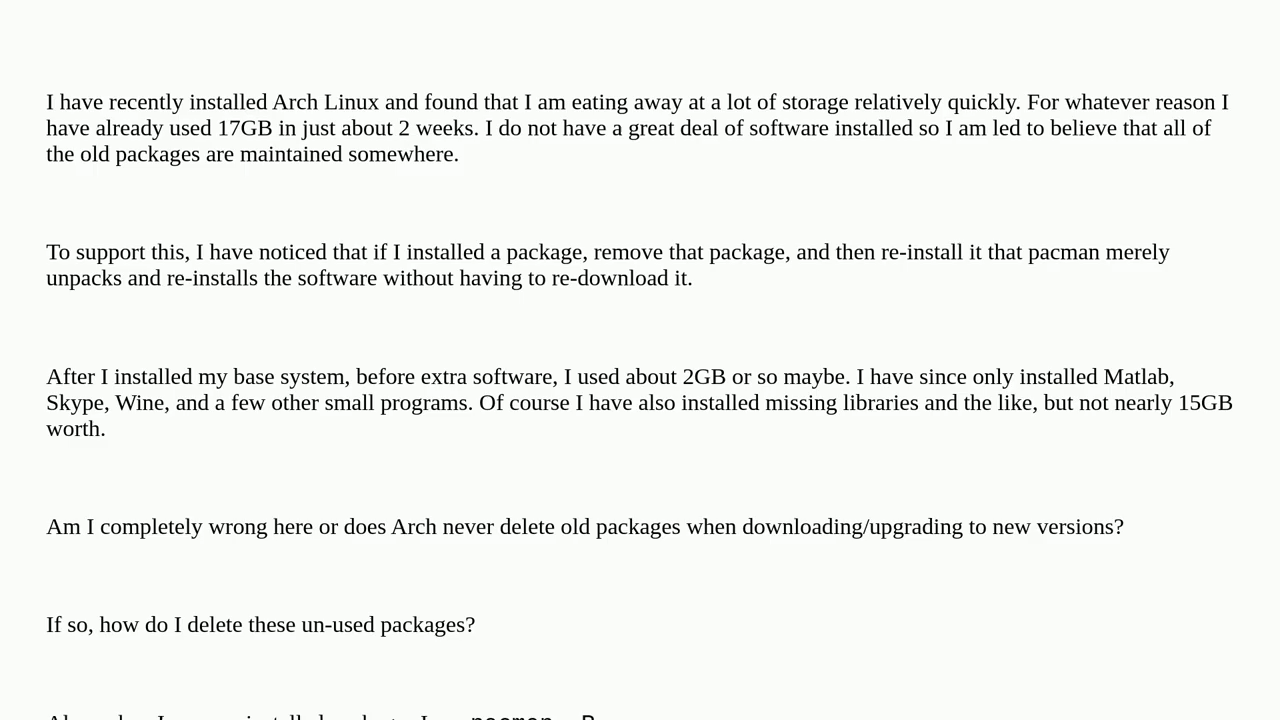 I have recently installed Arch Linux and found that I am eating away at a lot of storage relatively quickly. For whatever reason I
have already used 17GB in just about 2 weeks. I do not have a great deal of software installed so I am led to believe that all of
the old packages are maintained somewhere.
To support this, I have noticed that if I installed a package, remove that package, and then re-install it that pacman merely
unpacks and re-installs the software without having to re-download it.
After I installed my base system, before extra software, I used about 2GB or so maybe. I have since only installed Matlab,
Skype, Wine, and a few other small programs. Of course I have also installed missing libraries and the like, but not nearly 15GB
worth.
Am I completely wrong here or does Arch never delete old packages when downloading/upgrading to new versions?
If so, how do I delete these un-used packages?